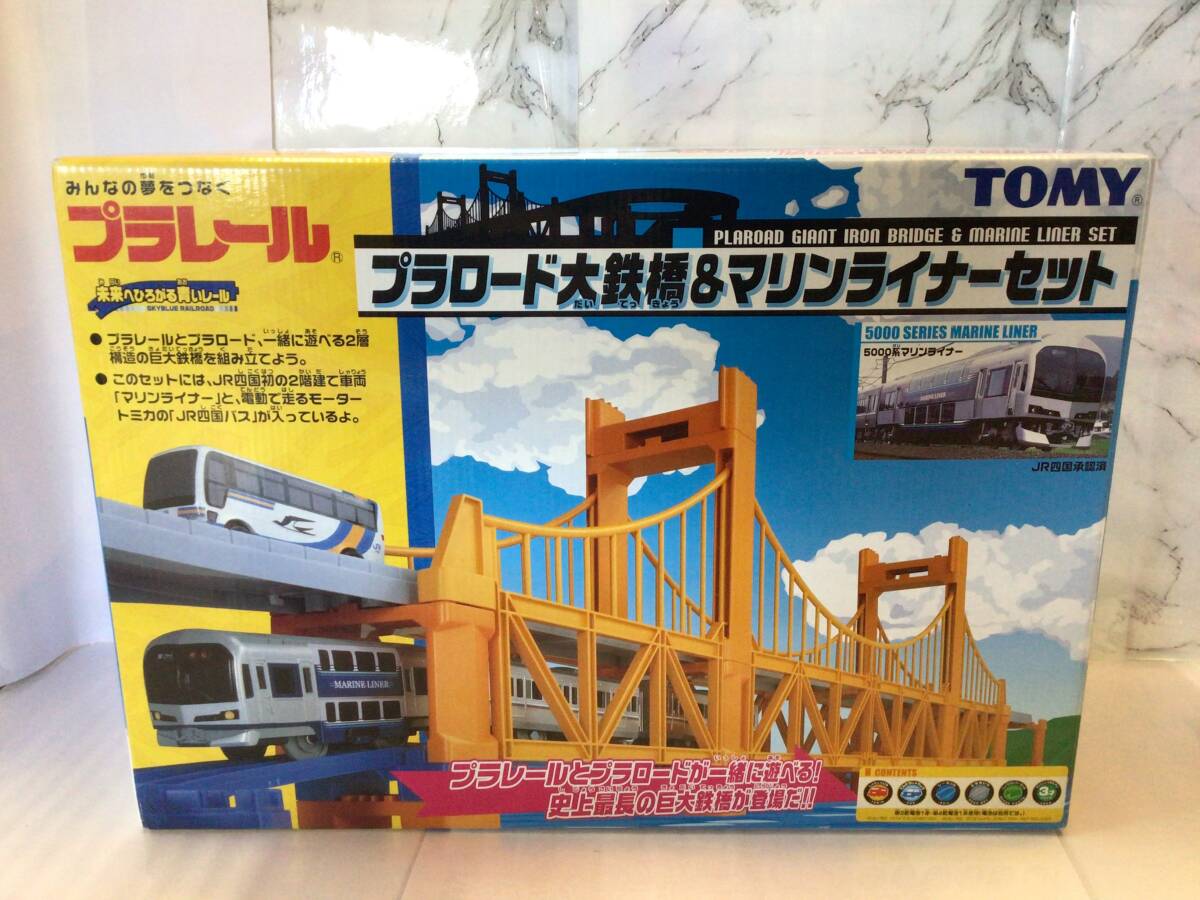 みんなの夢をつなぐ
プラレール®
未来へひろがる青いレール
SKYBLUE RAILROAD
● プラレールとプラロード、一緒に遊べる2層
構造の巨大鉄橋を組み立てよう。
● このセットには、JR四国初の2階建て車両
「マリンライナー」と、電動で走るモーター
トミカの「JR四国バス」が入っているよ。
TOMY®
PLAROAD GIANT IRON BRIDGE & MARINE LINER SET
プラロード大鉄橋&マリンライナーセット
だい てっ きょう
5000 SERIES MARINE LINER
5000系マリンライナー
MARINE LINER
JR四国承認済
JR
MARINE LINER
プラレールとプラロードが一緒に遊べる!
史上最長の巨大鉄橋が登場だ!!
CONTENTS